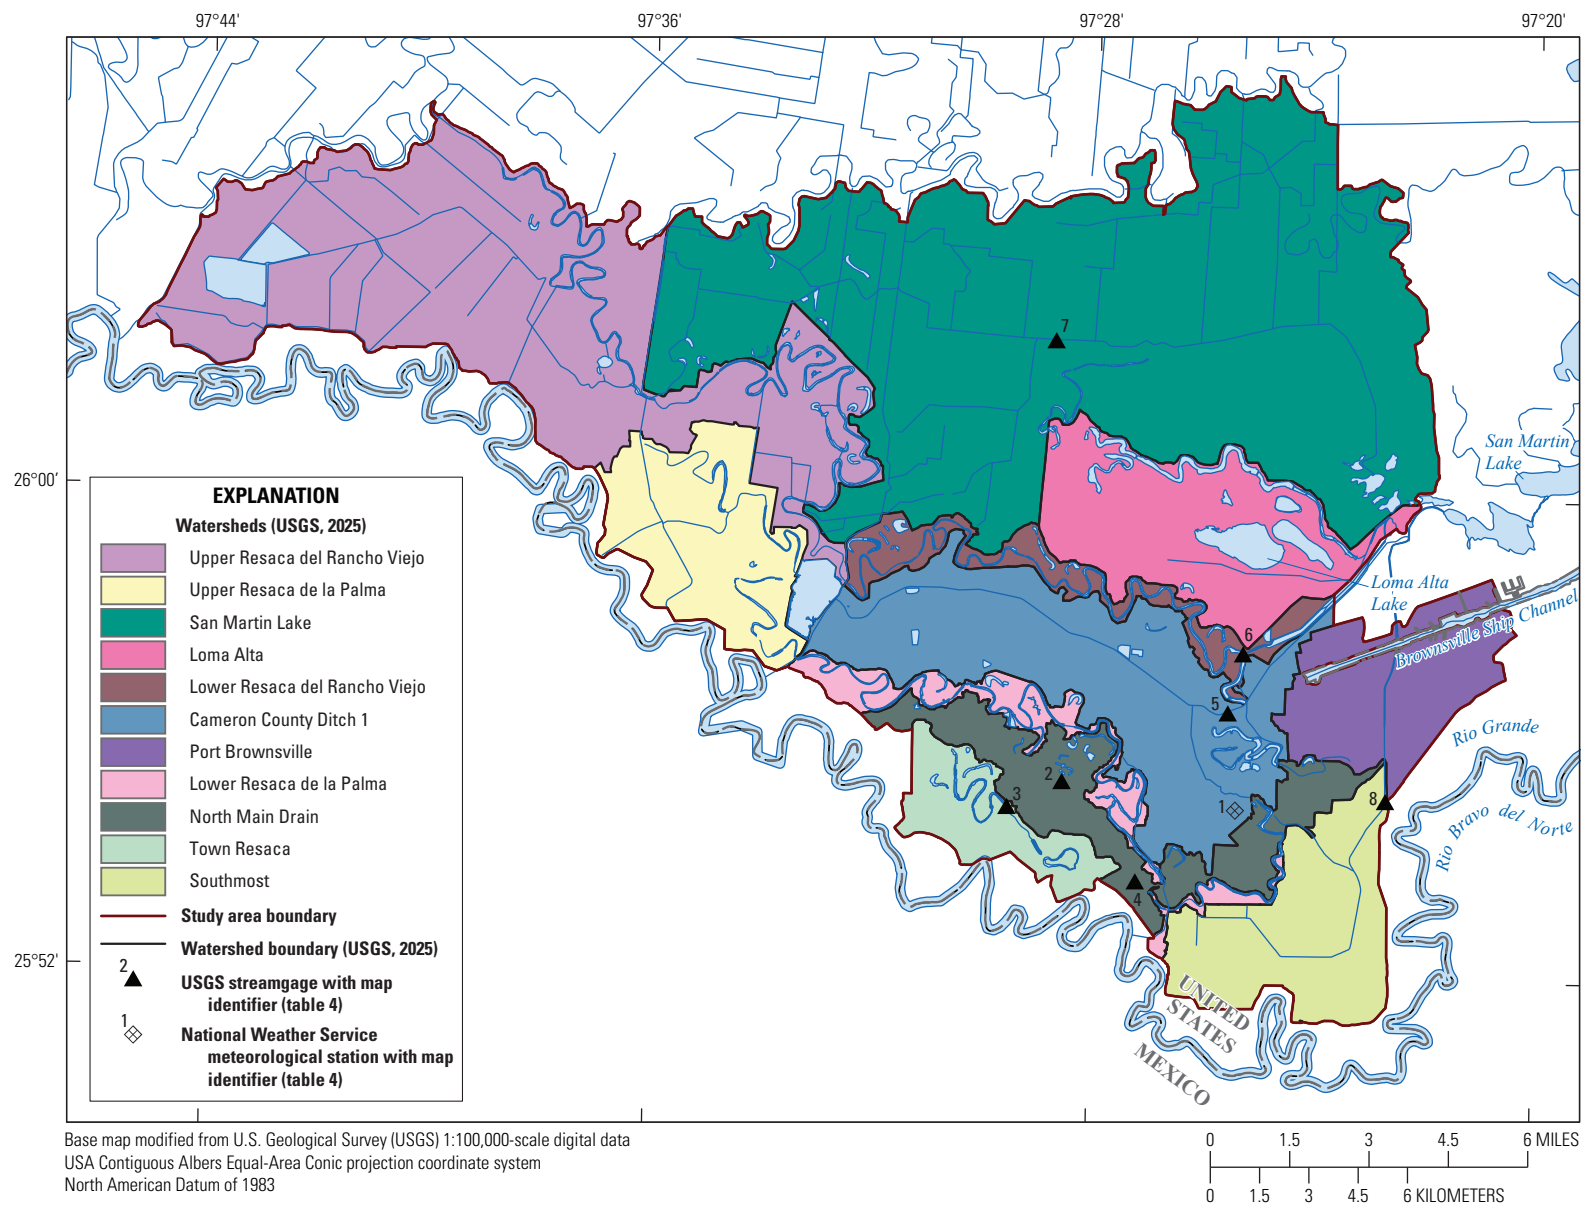 97°44'
97°36'
97°28'
97°20'
7
San Martin
Lake
26°00'
EXPLANATION
Watersheds (USGS, 2025)
Upper Resaca del Rancho Viejo
Upper Resaca de la Palma
San Martin Lake
Loma Alta
Lower Resaca del Rancho Viejo
Cameron County Ditch 1
Port Brownsville
Lower Resaca de la Palma
North Main Drain
Town Resaca
Southmost
Study area boundary
Watershed boundary (USGS, 2025)
2
USGS streamgage with map
identifier (table 4)
1
National Weather Service
meteorological station with map
identifier (table 4)
Loma Alta
Lake
Brownsville Ship Channel
6
5
Rio Grande
2
3
1
8
Rio Bravo del Norte
4
25°52'
UNITED
STATES
MEXICO
Base map modified from U.S. Geological Survey (USGS) 1:100,000-scale digital data
USA Contiguous Albers Equal-Area Conic projection coordinate system
North American Datum of 1983
0 1.5 3 4.5 6 MILES
0 1.5 3 4.5 6 KILOMETERS